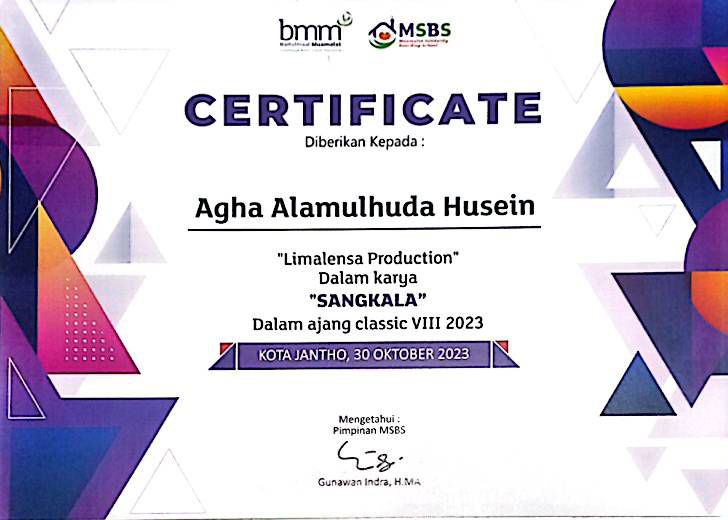 bmm
Baitulmaal Muamalat
MSBS
CERTIFICATE
Diberikan Kepada :
Agha Alamulhuda Husein
"Limalensa Production"
Dalam karya
"SANGKALA"
Dalam ajang classic VIII 2023
KOTA JANTHO, 30 OKTOBER 2023
Mengetahui :
Pimpinan MSBS
Gunawan Indra, H.MA